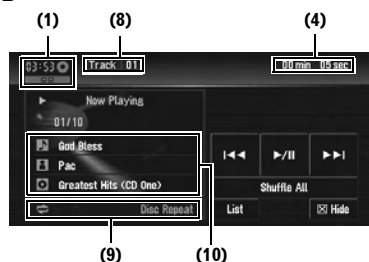 (1) (8) (4)
03:53 Track 01 00 min 05 sec
CD
Now Playing
01/10
God Bless
Pac
Greatest Hits (CD One)
Shuffle All
Disc Repeat List Hide
(9) (10)